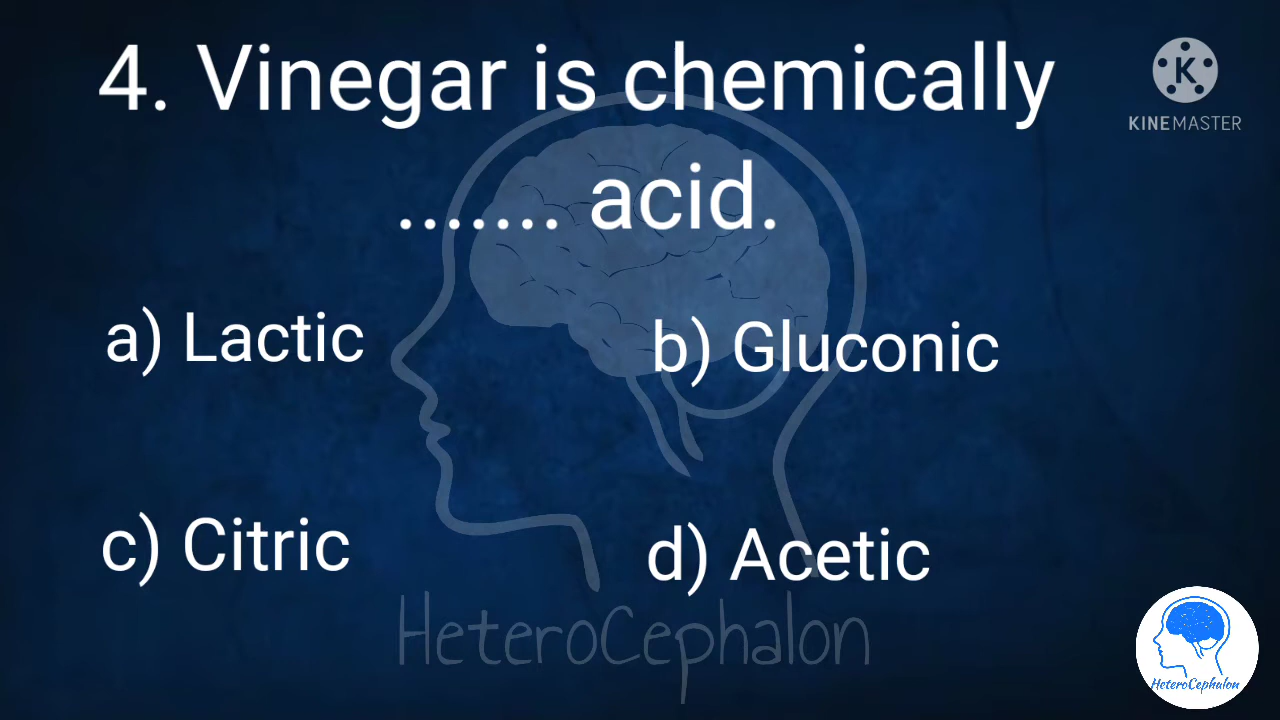 4. Vinegar is chemically
....... acid.
a) Lactic
b) Gluconic
c) Citric
d) Acetic
HeteroCephalon
K
KINEMASTER
HeteroCephalon